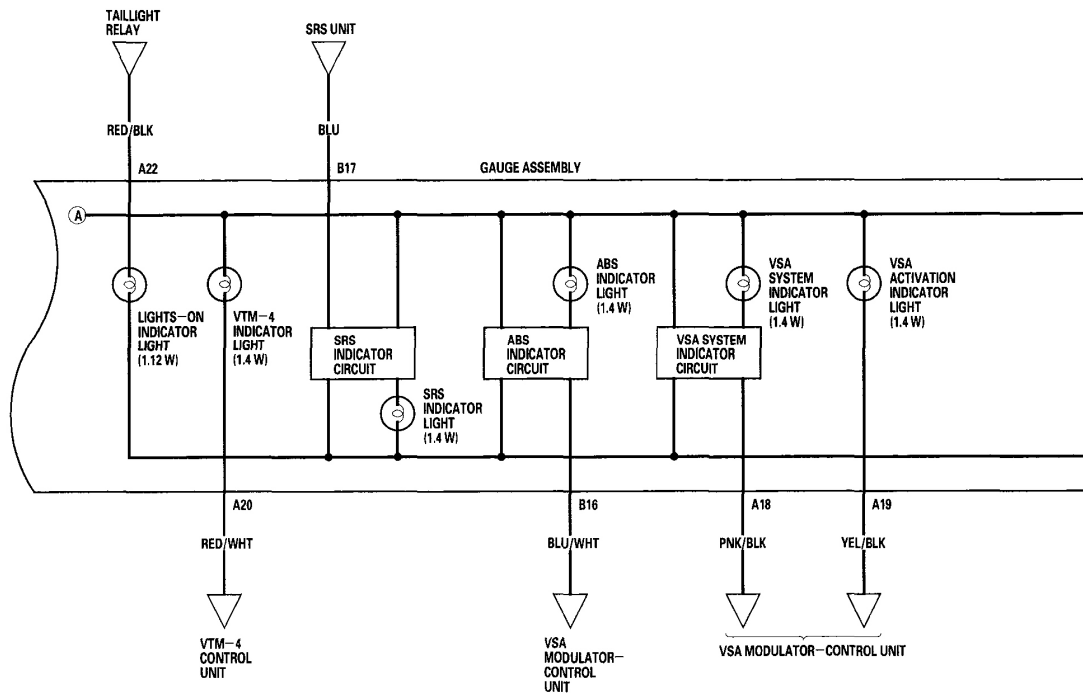 TAILLIGHT
RELAY
SRS UNIT
RED/BLK
BLU
A22
B17
GAUGE ASSEMBLY
A
LIGHTS-ON
INDICATOR
LIGHT
(1.12 W)
VTM-4
INDICATOR
LIGHT
(1.4 W)
SRS
INDICATOR
CIRCUIT
SRS
INDICATOR
LIGHT
(1.4 W)
ABS
INDICATOR
LIGHT
(1.4 W)
ABS
INDICATOR
CIRCUIT
VSA
SYSTEM
INDICATOR
LIGHT
(1.4 W)
VSA SYSTEM
INDICATOR
CIRCUIT
VSA
ACTIVATION
INDICATOR
LIGHT
(1.4 W)
A20
B16
A18
A19
RED/WHT
BLU/WHT
PNK/BLK
YEL/BLK
VTM-4
CONTROL
UNIT
VSA
MODULATOR-
CONTROL
UNIT
VSA MODULATOR-CONTROL UNIT